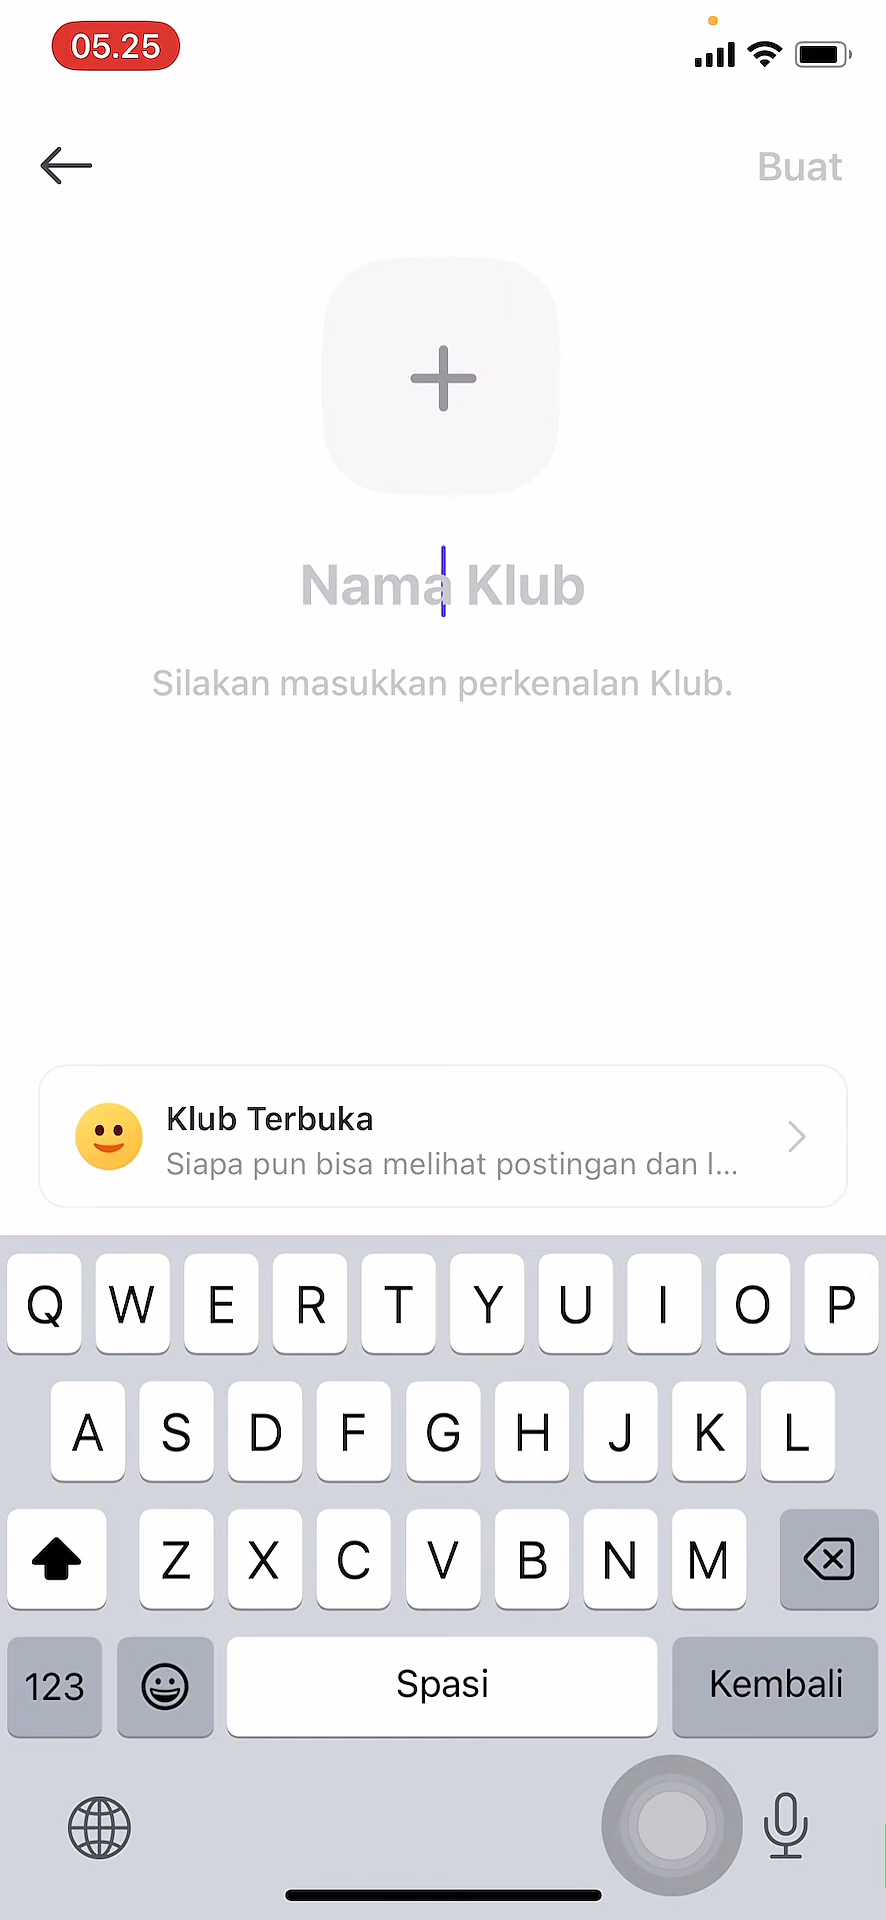 05.25
Buat
Nama Klub
Silakan masukkan perkenalan Klub.
Klub Terbuka
Siapa pun bisa melihat postingan dan l...
Q W E R T Y U I O P
A S D F G H J K L
Z X C V B N M
123 Spasi Kembali